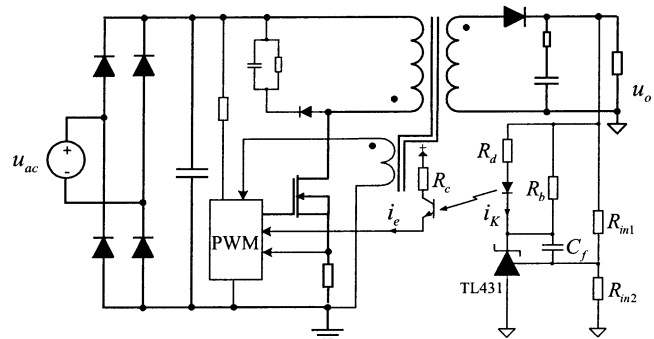 u_ac
+
-
PWM
i_e
+
R_c
R_d
i_K
R_b
C_f
TL431
R_in1
R_in2
u_o